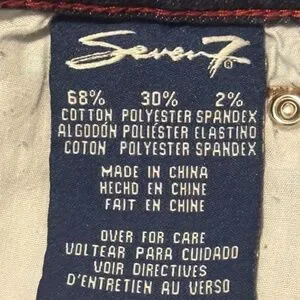 Seven7
68% 30% 2%
COTTON POLYESTER SPANDEX
ALGODÓN POLIÉSTER ELASTINO
COTON POLYESTER SPANDEX
MADE IN CHINA
HECHO EN CHINE
FAIT EN CHINE
OVER FOR CARE
VOLTEAR PARA CUIDADO
VOIR DIRECTIVES
D'ENTRETIEN AU VERSO